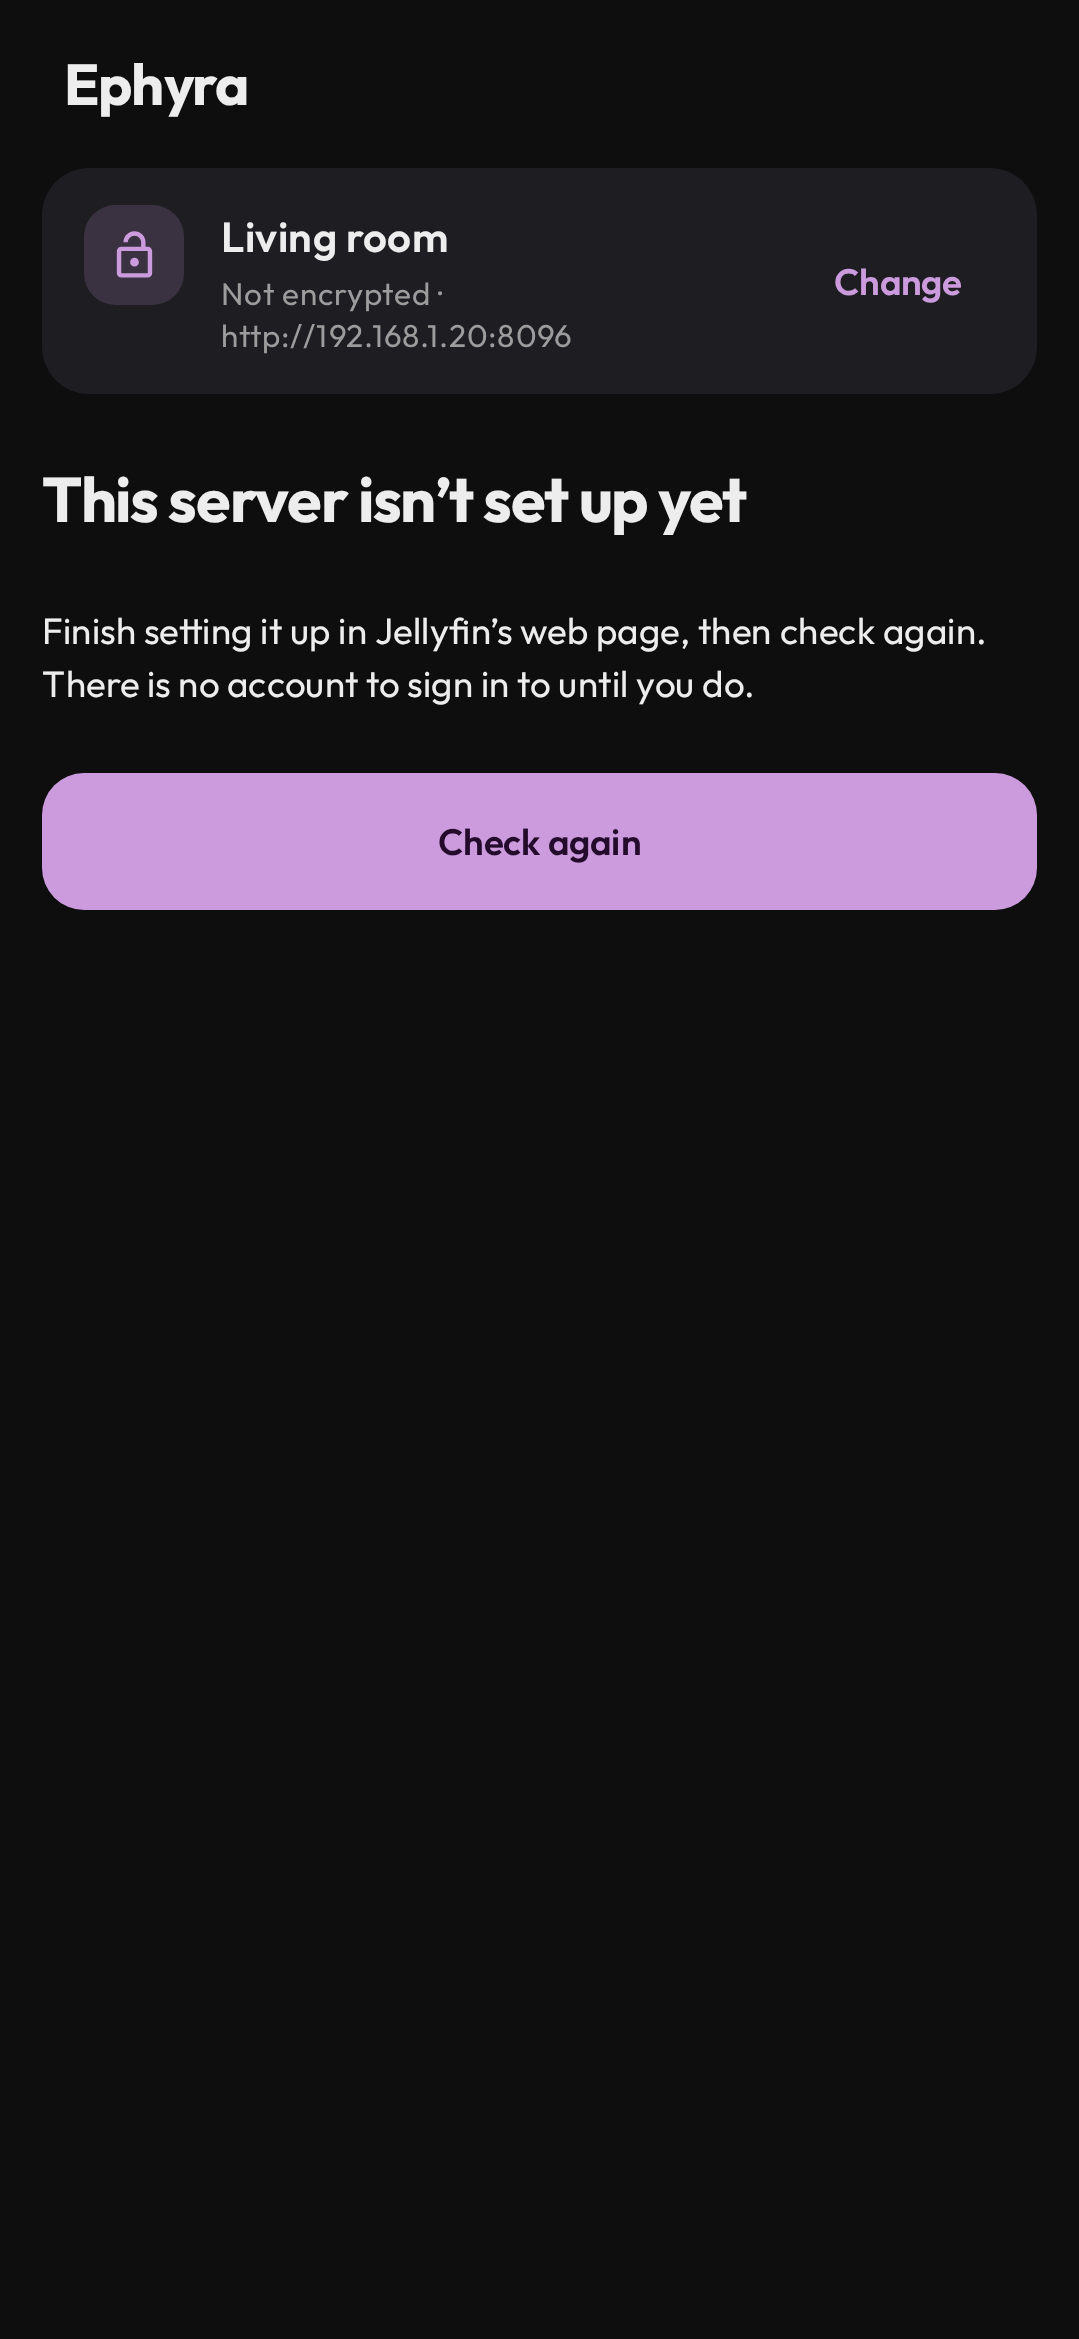 Ephyra
Living room
Not encrypted ·
http://192.168.1.20:8096
Change
This server isn’t set up yet
Finish setting it up in Jellyfin’s web page, then check again.
There is no account to sign in to until you do.
Check again